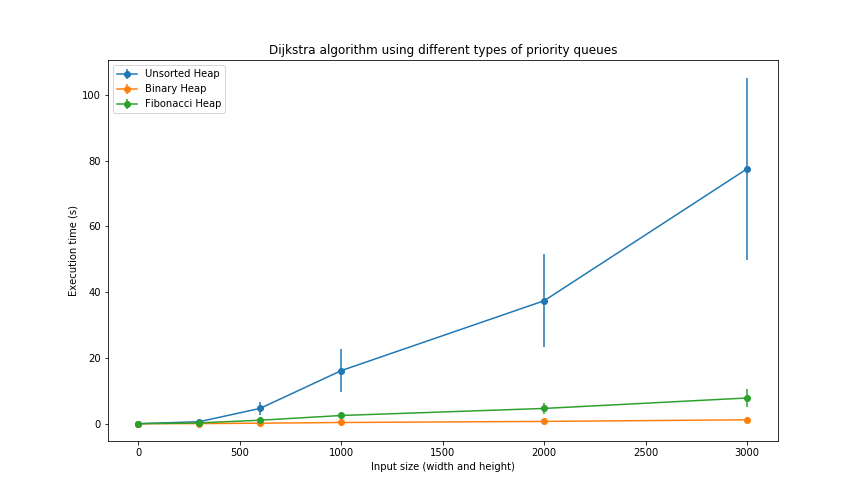 Dijkstra algorithm using different types of priority queues
Unsorted Heap
Binary Heap
Fibonacci Heap
100
80
60
40
20
0
Execution time (s)
0 500 1000 1500 2000 2500 3000
Input size (width and height)